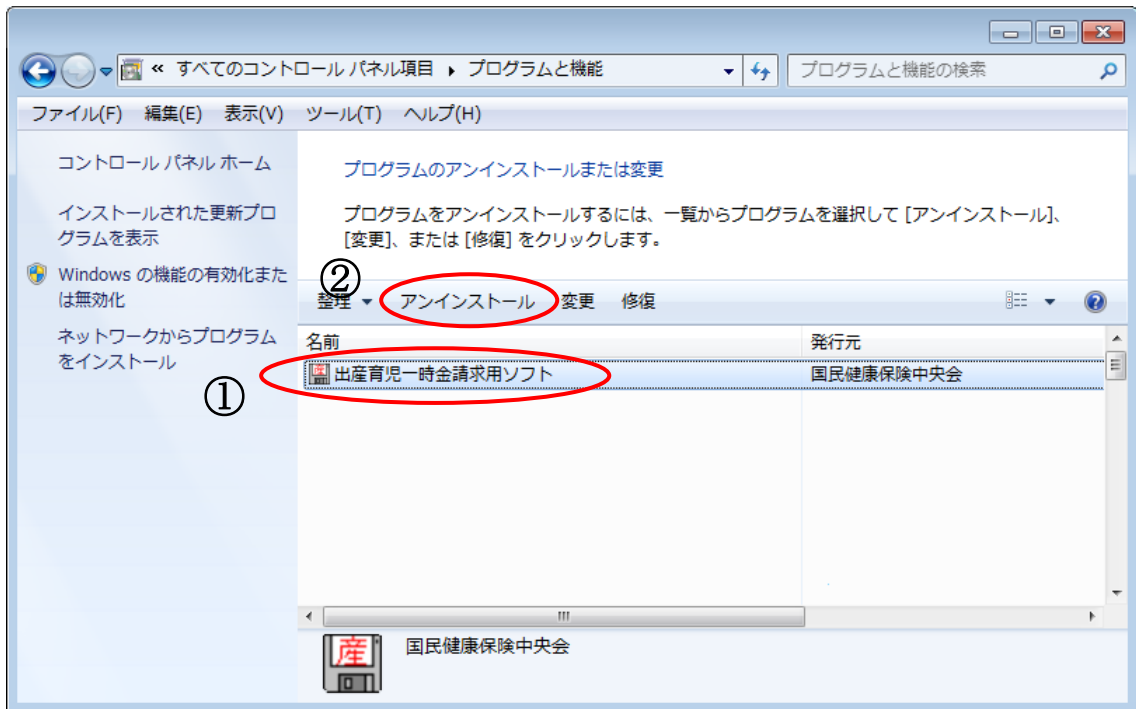 « すべてのコントロール パネル項目 ▸ プログラムと機能
プログラムと機能の検索
ファイル(F) 編集(E) 表示(V) ツール(T) ヘルプ(H)
コントロール パネル ホーム
インストールされた更新プロ
グラムを表示
Windows の機能の有効化また
は無効化
ネットワークからプログラム
をインストール
プログラムのアンインストールまたは変更
プログラムをアンインストールするには、一覧からプログラムを選択して [アンインストール]、
[変更]、または [修復] をクリックします。
②
整理 アンインストール 変更 修復
名前 発行元
①
出産育児一時金請求用ソフト 国民健康保険中央会
産 国民健康保険中央会